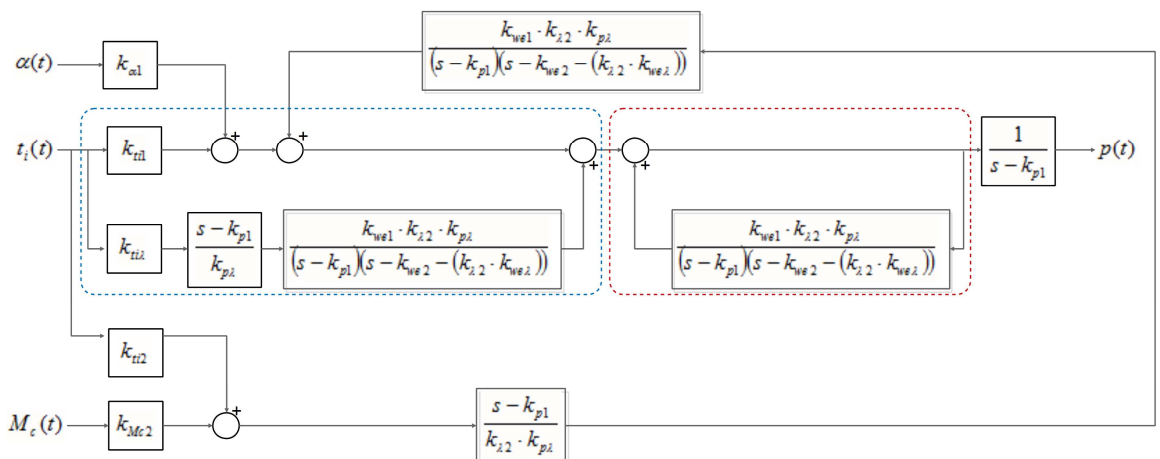 k_{we1} · k_{λ2} · k_{pλ}
(s − k_{p1})(s − k_{we2} − (k_{λ2} · k_{weλ}))
α(t)
k_{α1}
+
+
t_i(t)
k_{ti1}
+
+
1
s − k_{p1}
p(t)
k_{tiλ}
s − k_{p1}
k_{pλ}
k_{we1} · k_{λ2} · k_{pλ}
(s − k_{p1})(s − k_{we2} − (k_{λ2} · k_{weλ}))
k_{we1} · k_{λ2} · k_{pλ}
(s − k_{p1})(s − k_{we2} − (k_{λ2} · k_{weλ}))
k_{ti2}
+
M_c(t)
k_{Mc2}
s − k_{p1}
k_{λ2} · k_{pλ}